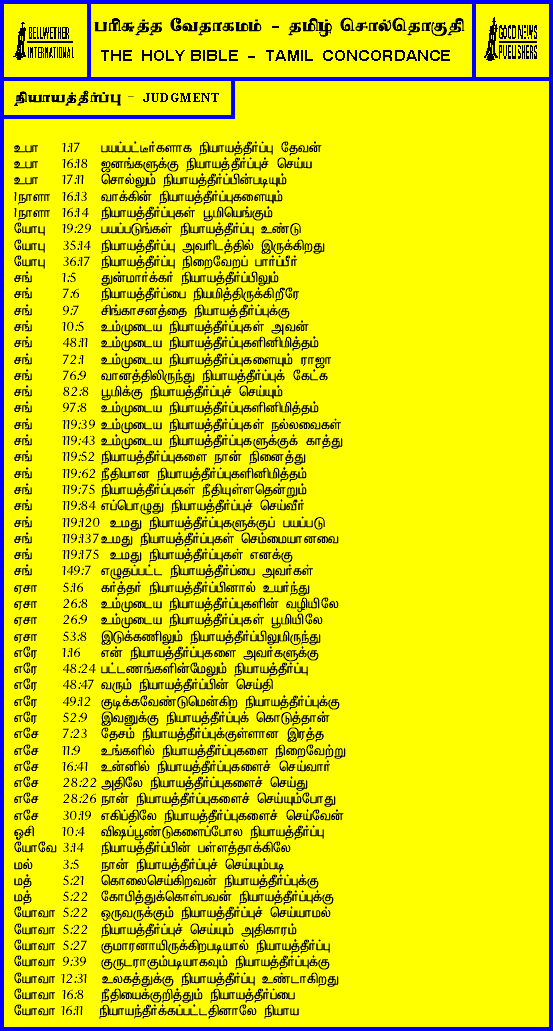 BELLWETHER
INTERNATIONAL
பரிசுத்த வேதாகமம் - தமிழ் சொல்தொகுதி
THE HOLY BIBLE - TAMIL CONCORDANCE
GOOD NEWS
PUBLISHERS
நியாயத்தீர்ப்பு - JUDGMENT
உபா 1:17 பயப்பட்டீர்களாக நியாயத்தீர்ப்பு தேவன்
உபா 16:18 ஜனங்களுக்கு நியாயத்தீர்ப்புச் செய்ய
உபா 17:11 சொல்லும் நியாயத்தீர்ப்பின்படியும்
1நாளா 16:13 வாக்கின் நியாயத்தீர்ப்புகளையும்
1நாளா 16:14 நியாயத்தீர்ப்புகள் பூமியெங்கும்
யோபு 19:29 பயப்படுங்கள் நியாயத்தீர்ப்பு உண்டு
யோபு 35:14 நியாயத்தீர்ப்பு அவரிடத்தில் இருக்கிறது
யோபு 36:17 நியாயத்தீர்ப்பு நிறைவேறப் பார்ப்பீர்
சங் 1:5 துன்மார்க்கர் நியாயத்தீர்ப்பிலும்
சங் 7:6 நியாயத்தீர்ப்பை நியமித்திருக்கிறீரே
சங் 9:7 சிங்காசனத்தை நியாயத்தீர்ப்புக்கு
சங் 10:5 உம்முடைய நியாயத்தீர்ப்புகள் அவன்
சங் 48:11 உம்முடைய நியாயத்தீர்ப்புகளினிமித்தம்
சங் 72:1 உம்முடைய நியாயத்தீர்ப்புகளையும் ராஜா
சங் 76:9 வானத்திலிருந்து நியாயத்தீர்ப்புக் கேட்க
சங் 82:8 பூமிக்கு நியாயத்தீர்ப்புச் செய்யும்
சங் 97:8 உம்முடைய நியாயத்தீர்ப்புகளினிமித்தம்
சங் 119:39 உம்முடைய நியாயத்தீர்ப்புகள் நல்லவைகள்
சங் 119:43 உம்முடைய நியாயத்தீர்ப்புகளுக்குக் காத்து
சங் 119:52 நியாயத்தீர்ப்புகளை நான் நினைத்து
சங் 119:62 நீதியான நியாயத்தீர்ப்புகளினிமித்தம்
சங் 119:75 நியாயத்தீர்ப்புகள் நீதியுள்ளதென்றும்
சங் 119:84 எப்பொழுது நியாயத்தீர்ப்புச் செய்வீர்
சங் 119:120 உமது நியாயத்தீர்ப்புகளுக்குப் பயப்படு
சங் 119:137 உமது நியாயத்தீர்ப்புகள் செம்மையானவை
சங் 119:175 உமது நியாயத்தீர்ப்புகள் எனக்கு
சங் 149:7 எழுதப்பட்ட நியாயத்தீர்ப்பை அவர்கள்
ஏசா 5:16 கர்த்தர் நியாயத்தீர்ப்பினால் உயர்ந்து
ஏசா 26:8 உம்முடைய நியாயத்தீர்ப்புகளின் வழியிலே
ஏசா 26:9 உம்முடைய நியாயத்தீர்ப்புகள் பூமியிலே
ஏசா 53:8 இடுக்கணிலும் நியாயத்தீர்ப்பிலுமிருந்து
எரே 1:16 என் நியாயத்தீர்ப்புகளை அவர்களுக்கு
எரே 48:24 பட்டணங்களின்மேலும் நியாயத்தீர்ப்பு
எரே 48:47 வரும் நியாயத்தீர்ப்பின் செய்தி
எரே 49:12 குடிக்கவேண்டுமென்கிற நியாயத்தீர்ப்புக்கு
எரே 52:9 இவனுக்கு நியாயத்தீர்ப்புக் கொடுத்தான்
எசே 7:23 தேசம் நியாயத்தீர்ப்புக்குள்ளான இரத்த
எசே 11:9 உங்களில் நியாயத்தீர்ப்புகளை நிறைவேற்று
எசே 16:41 உன்னில் நியாயத்தீர்ப்புகளைச் செய்வார்
எசே 28:22 அதிலே நியாயத்தீர்ப்புகளைச் செய்து
எசே 28:26 நான் நியாயத்தீர்ப்புகளைச் செய்யும்போது
எசே 30:19 எகிப்திலே நியாயத்தீர்ப்புகளைச் செய்வேன்
ஓசி 10:4 விஷப்பூண்டுகளைப்போல நியாயத்தீர்ப்பு
யோவே 3:14 நியாயத்தீர்ப்பின் பள்ளத்தாக்கிலே
மல் 3:5 நான் நியாயத்தீர்ப்புச் செய்யும்படி
மத் 5:21 கொலைசெய்கிறவன் நியாயத்தீர்ப்புக்கு
மத் 5:22 கோபித்துக்கொள்பவன் நியாயத்தீர்ப்புக்கு
யோவா 5:22 ஒருவருக்கும் நியாயத்தீர்ப்புச் செய்யாமல்
யோவா 5:22 நியாயத்தீர்ப்புச் செய்யும் அதிகாரம்
யோவா 5:27 குமாரனாயிருக்கிறபடியால் நியாயத்தீர்ப்பு
யோவா 9:39 குருடராகும்படியாகவும் நியாயத்தீர்ப்புக்கு
யோவா 12:31 உலகத்துக்கு நியாயத்தீர்ப்பு உண்டாகிறது
யோவா 16:8 நீதியைக்குறித்தும் நியாயத்தீர்ப்பை
யோவா 16:11 நியாயந்தீர்க்கப்பட்டதினாலே நியாய